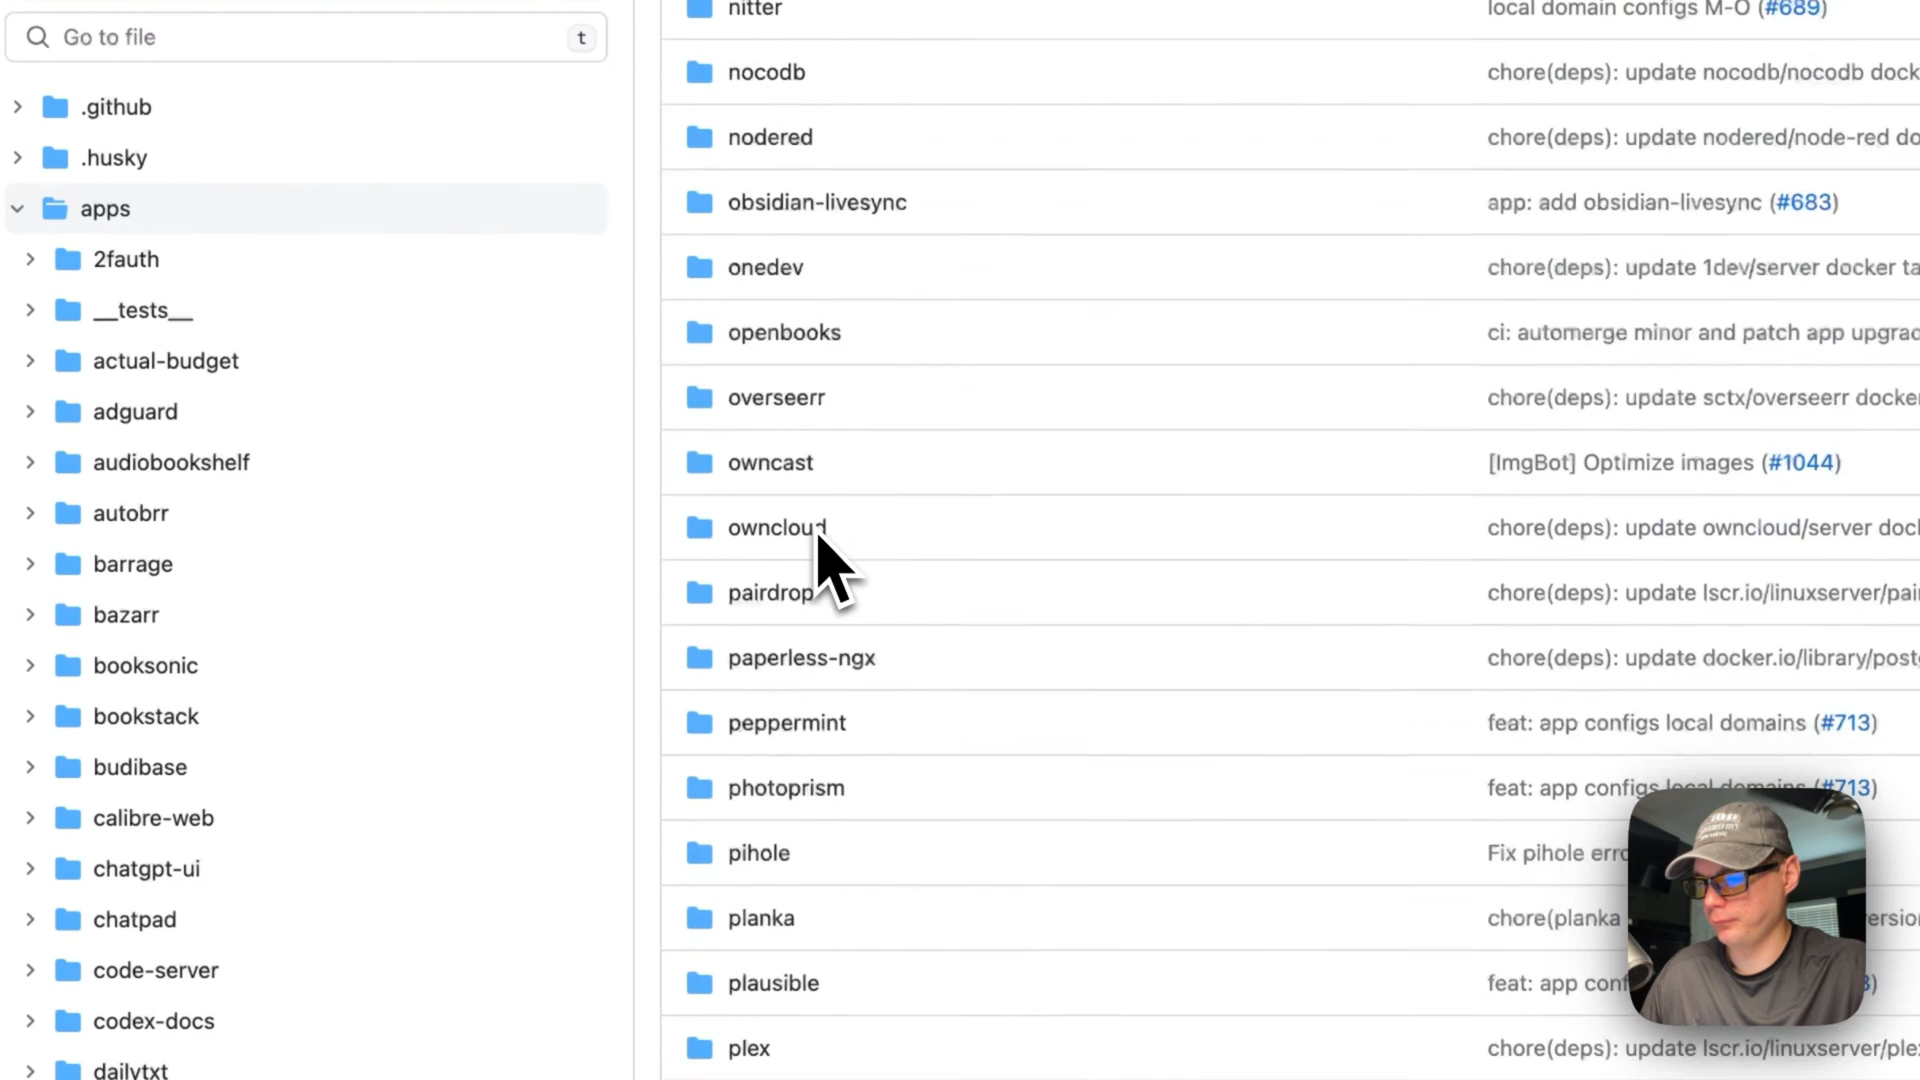 Go to file
t
.github
.husky
apps
2fauth
__tests__
actual-budget
adguard
audiobookshelf
autobrr
barrage
bazarr
booksonic
bookstack
budibase
calibre-web
chatgpt-ui
chatpad
code-server
codex-docs
dailytxt
nitter local domain configs M-O (#689)
nocodb chore(deps): update nocodb/nocodb dock
nodered chore(deps): update nodered/node-red do
obsidian-livesync app: add obsidian-livesync (#683)
onedev chore(deps): update 1dev/server docker ta
openbooks ci: automerge minor and patch app upgrad
overseerr chore(deps): update sctx/overseerr docke
owncast [ImgBot] Optimize images (#1044)
owncloud chore(deps): update owncloud/server doc
pairdrop chore(deps): update lscr.io/linuxserver/pai
paperless-ngx chore(deps): update docker.io/library/post
peppermint feat: app configs local domains (#713)
photoprism feat: app configs local domains (#713)
pihole Fix pihole erro
planka chore(planka ersion
plausible feat: app conf
plex chore(deps): update lscr.io/linuxserver/ple